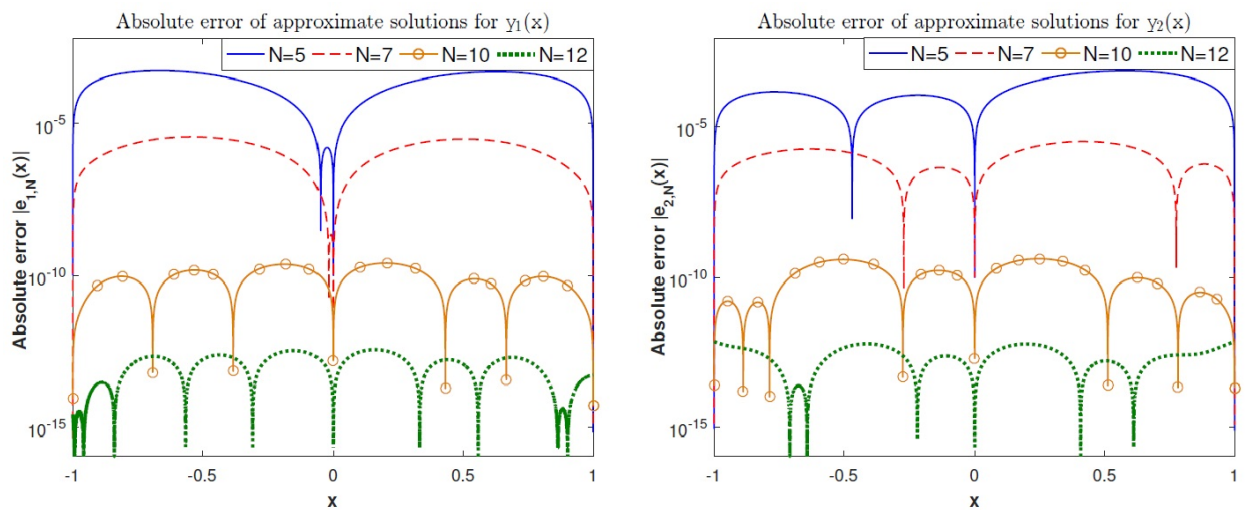 Absolute error of approximate solutions for y₁(x)
N=5 N=7 N=10 N=12
Absolute error |e₁,N(x)|
10⁻⁵
10⁻¹⁰
10⁻¹⁵
-1 -0.5 0 0.5 1
x
Absolute error of approximate solutions for y₂(x)
N=5 N=7 N=10 N=12
Absolute error |e₂,N(x)|
10⁻⁵
10⁻¹⁰
10⁻¹⁵
-1 -0.5 0 0.5 1
x